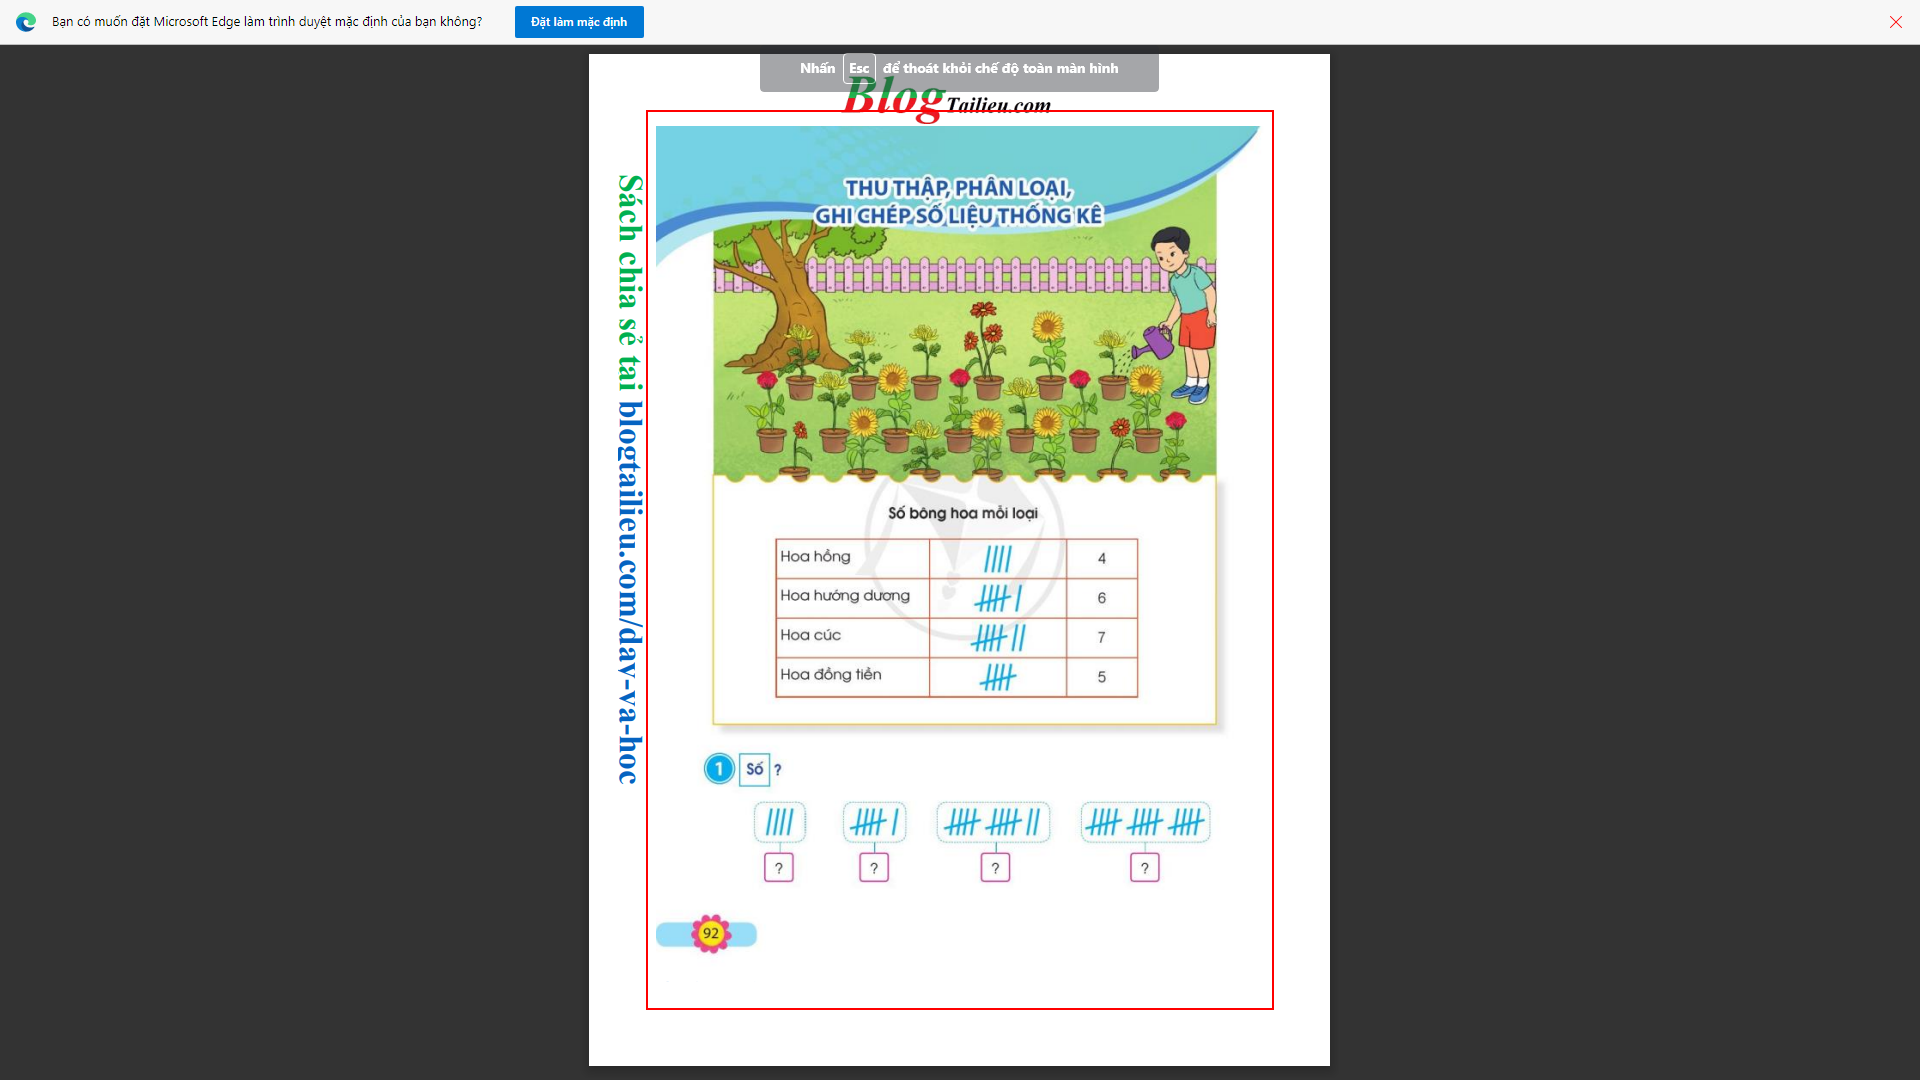 Bạn có muốn đặt Microsoft Edge làm trình duyệt mặc định của bạn không?
Đặt làm mặc định
Nhấn Esc để thoát khỏi chế độ toàn màn hình
Blog Tailieu.com
Sách chia sẻ tại blogtailieu.com/day-va-hoc
THU THẬP, PHÂN LOẠI,
GHI CHÉP SỐ LIỆU THỐNG KÊ
Số bông hoa mỗi loại
Hoa hồng 4
Hoa hướng dương 6
Hoa cúc 7
Hoa đồng tiền 5
1 Số ?
? ? ? ?
92